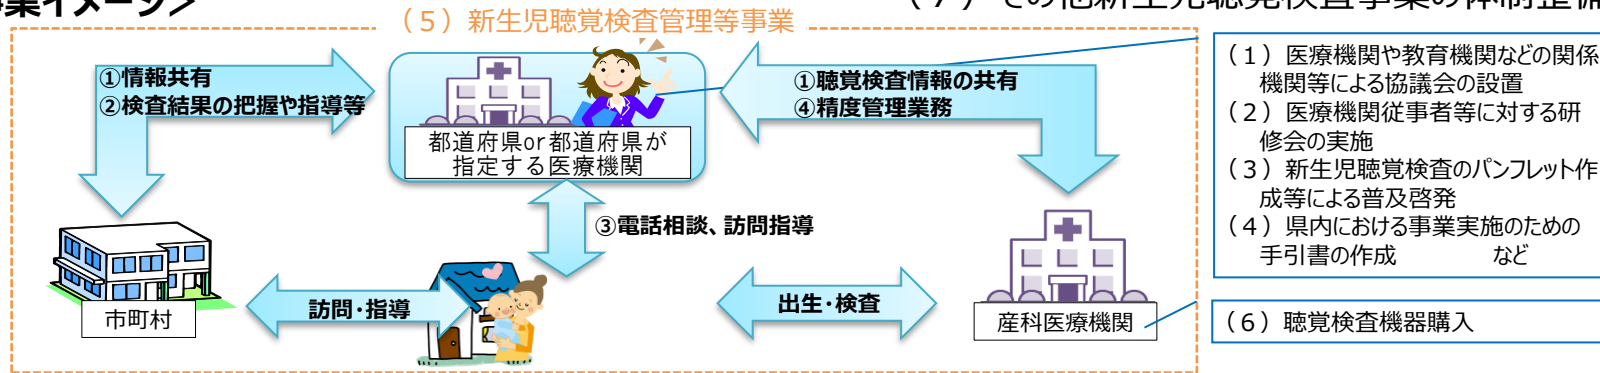 事業イメージ＞
（７）その他新生児聴覚検査事業の体制整備
（５）新生児聴覚検査管理等事業
①情報共有
②検査結果の把握や指導等
都道府県or都道府県が
指定する医療機関
①聴覚検査情報の共有
④精度管理業務
③電話相談、訪問指導
市町村
訪問・指導
出生・検査
産科医療機関
（１）医療機関や教育機関などの関係
機関等による協議会の設置
（２）医療機関従事者等に対する研
修会の実施
（３）新生児聴覚検査のパンフレット作
成等による普及啓発
（４）県内における事業実施のための
手引書の作成　　　　など
（６）聴覚検査機器購入